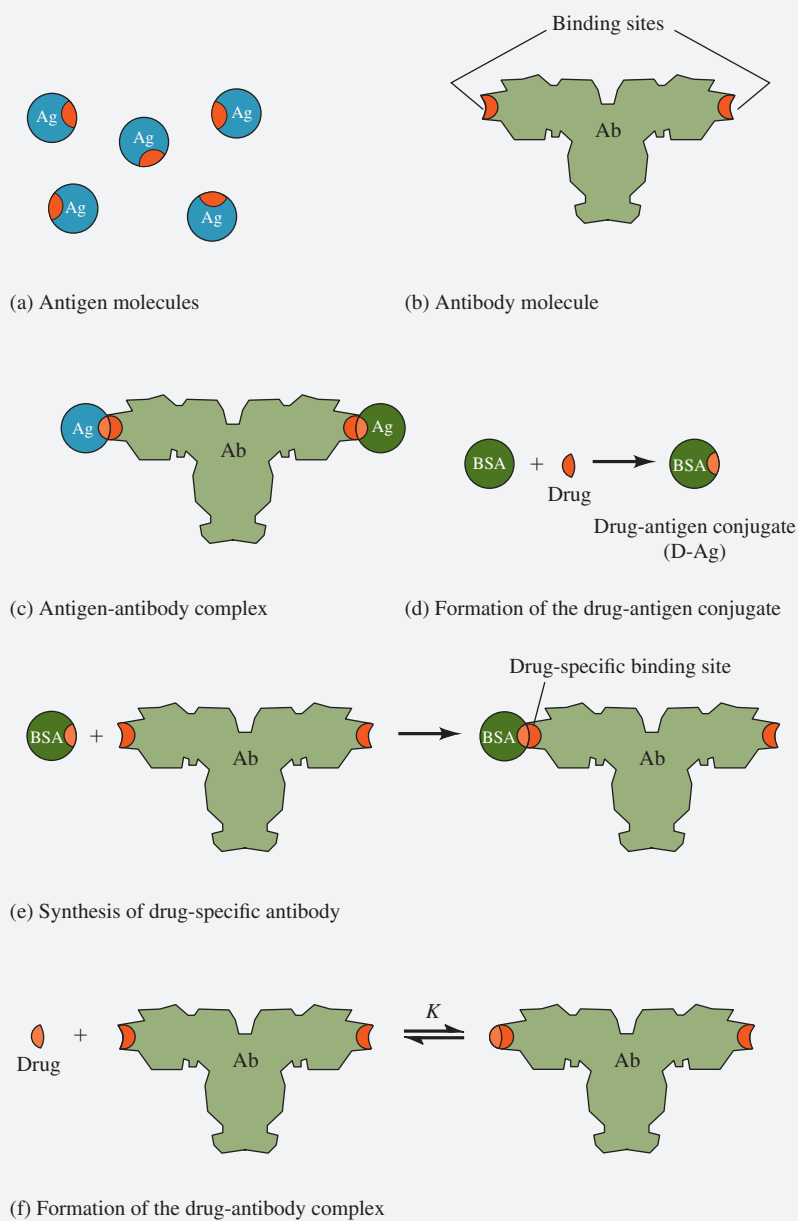 Binding sites
Ag
Ag
Ag
Ag
Ag
Ab
(a) Antigen molecules
(b) Antibody molecule
Ag
Ab
Ag
BSA
+
Drug
BSA
Drug-antigen conjugate
(D-Ag)
(c) Antigen-antibody complex
(d) Formation of the drug-antigen conjugate
Drug-specific binding site
BSA
+
Ab
BSA
Ab
(e) Synthesis of drug-specific antibody
Drug
+
Ab
K
Ab
(f) Formation of the drug-antibody complex